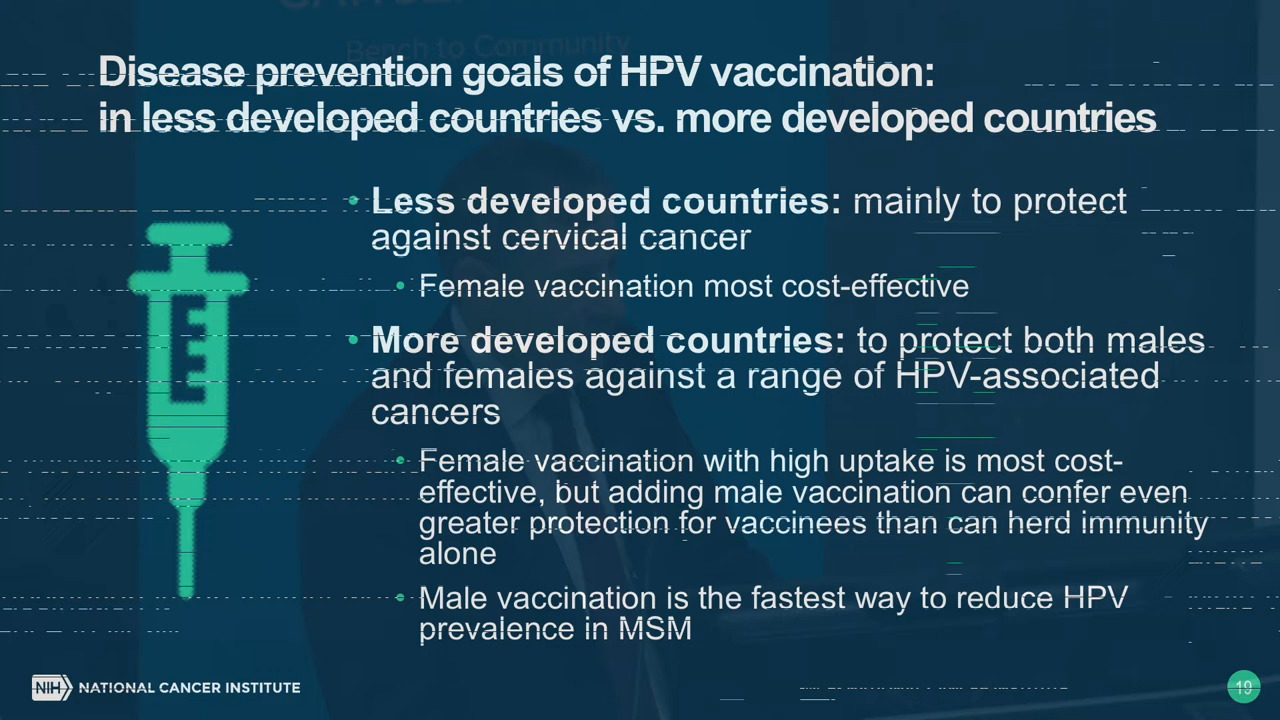 Bench to Community
Disease prevention goals of HPV vaccination:
in less developed countries vs. more developed countries
• Less developed countries: mainly to protect
against cervical cancer
• Female vaccination most cost-effective
• More developed countries: to protect both males
and females against a range of HPV-associated
cancers
• Female vaccination with high uptake is most cost-
effective, but adding male vaccination can confer even
greater protection for vaccinees than can herd immunity
alone
• Male vaccination is the fastest way to reduce HPV
prevalence in MSM
NIH NATIONAL CANCER INSTITUTE
19